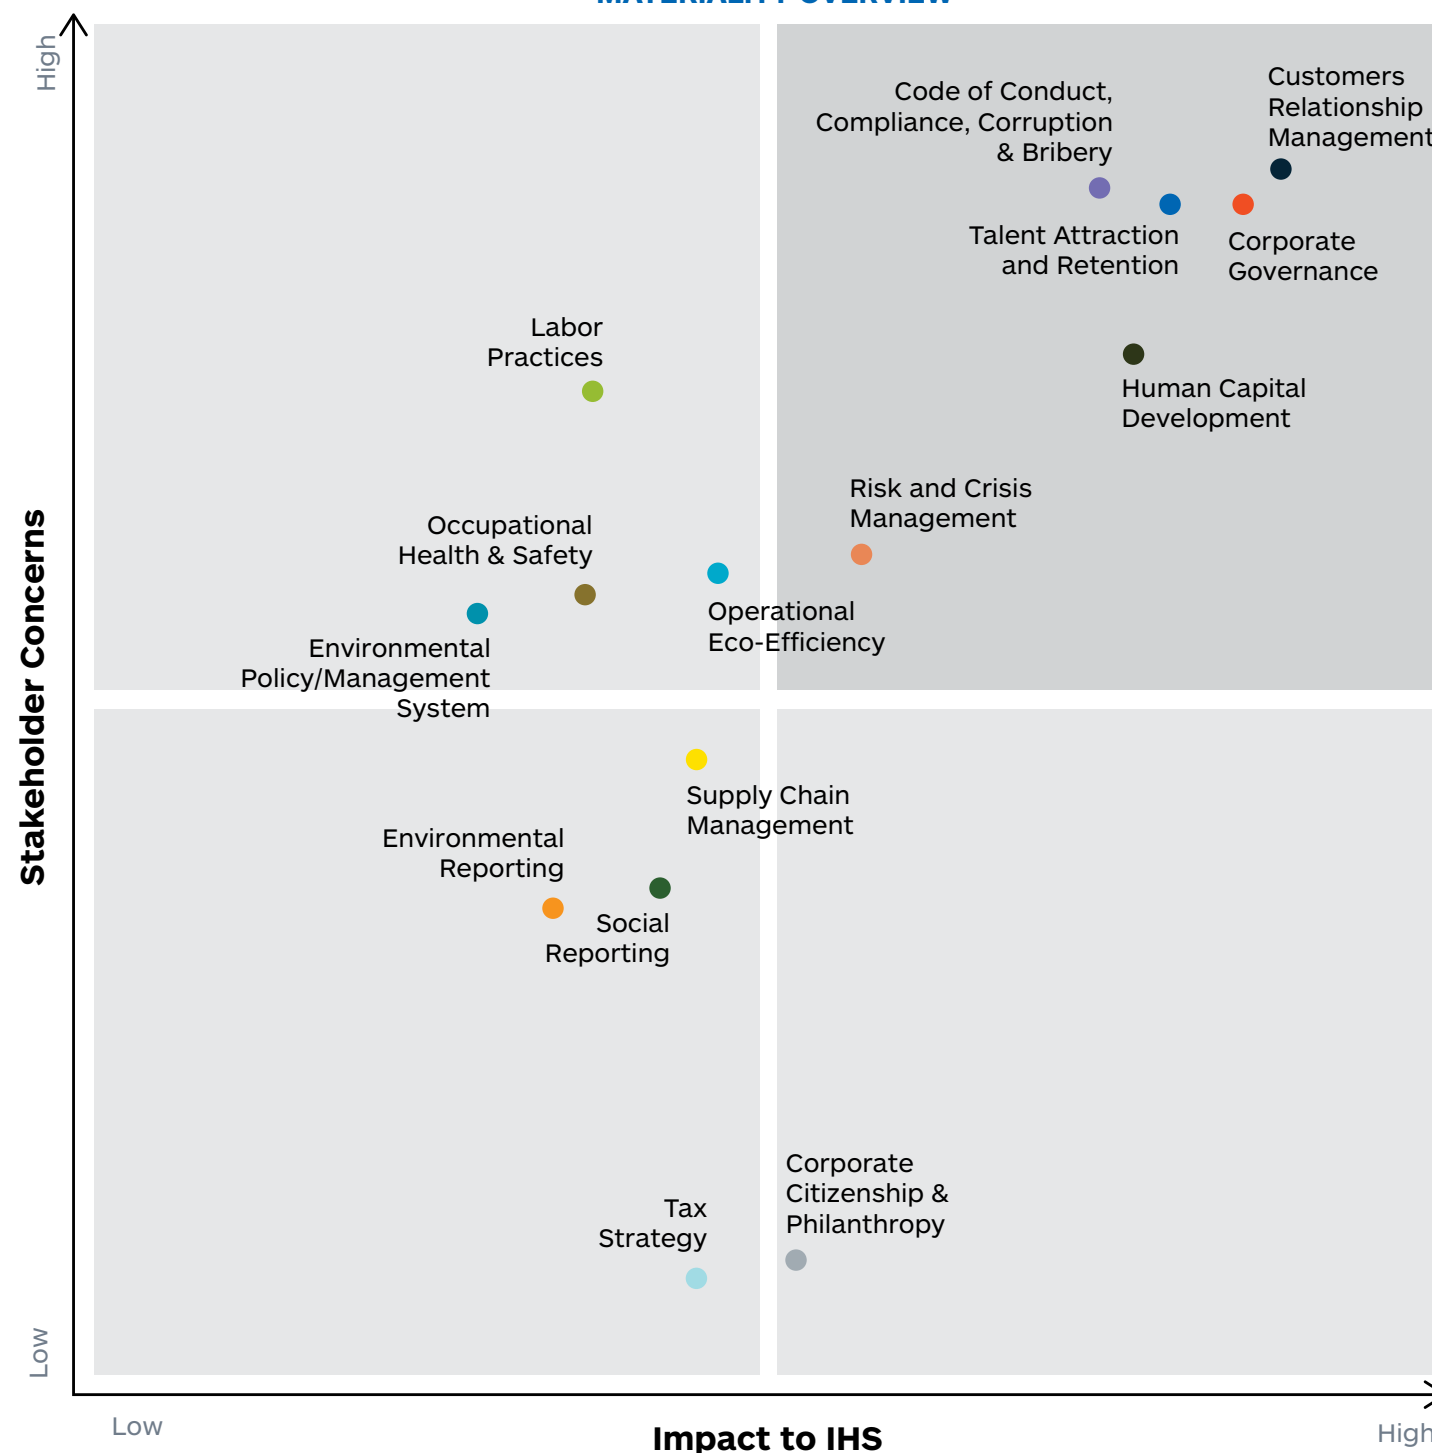 MATERIALITY OVERVIEW
High
Code of Conduct,
Compliance, Corruption
& Bribery
Customers
Relationship
Management
Talent Attraction
and Retention
Corporate
Governance
Labor
Practices
Human Capital
Development
Risk and Crisis
Management
Occupational
Health & Safety
Operational
Eco-Efficiency
Environmental
Policy/Management
System
Stakeholder Concerns
Supply Chain
Management
Environmental
Reporting
Social
Reporting
Corporate
Citizenship &
Philanthropy
Tax
Strategy
Low
Low
Impact to IHS
High